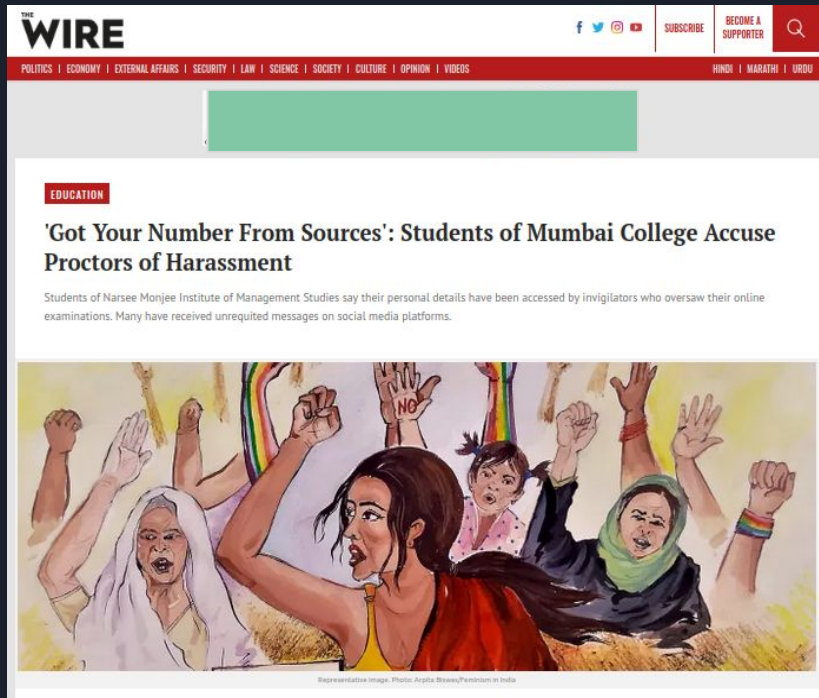 THE
WIRE
SUBSCRIBE
BECOME A
SUPPORTER
POLITICS | ECONOMY | EXTERNAL AFFAIRS | SECURITY | LAW | SCIENCE | SOCIETY | CULTURE | OPINION | VIDEOS
HINDI | MARATHI | URDU
EDUCATION
'Got Your Number From Sources': Students of Mumbai College Accuse
Proctors of Harassment
Students of Narsee Monjee Institute of Management Studies say their personal details have been accessed by invigilators who oversaw their online
examinations. Many have received unrequited messages on social media platforms.
NO
Representative image. Photo: Arpita Biswas/Feminism in India